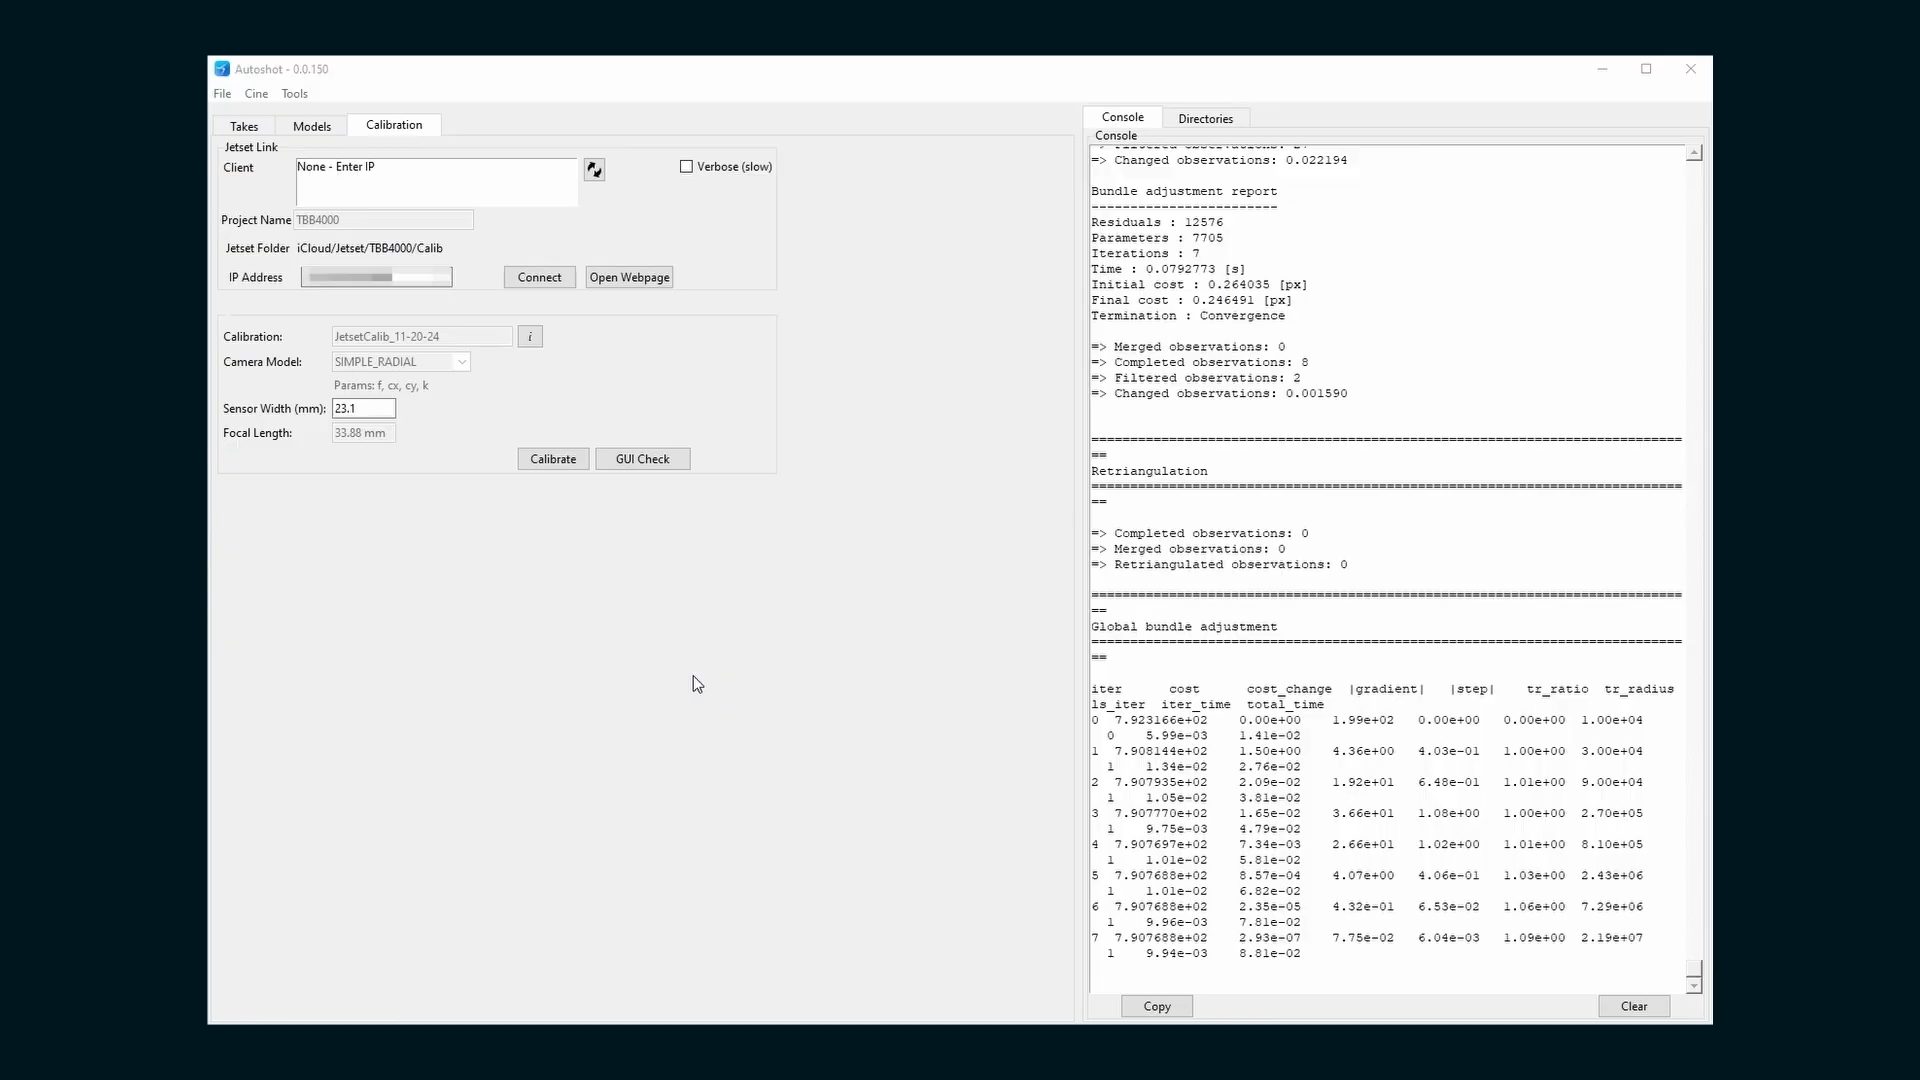 Autoshot - 0.0.150
File Cine Tools
Takes Models Calibration
Jetset Link
Client None - Enter IP
Verbose (slow)
Project Name TBB4000
Jetset Folder iCloud/Jetset/TBB4000/Calib
IP Address
Connect Open Webpage
Calibration: JetsetCalib_11-20-24 i
Camera Model: SIMPLE_RADIAL
Params: f, cx, cy, k
Sensor Width (mm): 23.1
Focal Length: 33.88 mm
Calibrate GUI Check
Console Directories
Console
=> Changed observations: 0.022194
Bundle adjustment report
------------------------
Residuals : 12576
Parameters : 7705
Iterations : 7
Time : 0.0792773 [s]
Initial cost : 0.264035 [px]
Final cost : 0.246491 [px]
Termination : Convergence
=> Merged observations: 0
=> Completed observations: 8
=> Filtered observations: 2
=> Changed observations: 0.001590
============================================================================
==
Retriangulation
============================================================================
==
=> Completed observations: 0
=> Merged observations: 0
=> Retriangulated observations: 0
============================================================================
==
Global bundle adjustment
============================================================================
==
iter cost cost_change |gradient| |step| tr_ratio tr_radius
ls_iter iter_time total_time
0 7.923166e+02 0.00e+00 1.99e+02 0.00e+00 0.00e+00 1.00e+04
0 5.99e-03 1.41e-02
1 7.908144e+02 1.50e+00 4.36e+00 4.03e-01 1.00e+00 3.00e+04
1 1.34e-02 2.76e-02
2 7.907935e+02 2.09e-02 1.92e+01 6.48e-01 1.01e+00 9.00e+04
1 1.05e-02 3.81e-02
3 7.907770e+02 1.65e-02 3.66e+01 1.08e+00 1.00e+00 2.70e+05
1 9.75e-03 4.79e-02
4 7.907697e+02 7.34e-03 2.66e+01 1.02e+00 1.01e+00 8.10e+05
1 1.01e-02 5.81e-02
5 7.907688e+02 8.57e-04 4.07e+00 4.06e-01 1.03e+00 2.43e+06
1 1.01e-02 6.82e-02
6 7.907688e+02 2.35e-05 4.32e-01 6.53e-02 1.06e+00 7.29e+06
1 9.96e-03 7.81e-02
7 7.907688e+02 2.93e-07 7.75e-02 6.04e-03 1.09e+00 2.19e+07
1 9.94e-03 8.81e-02
Copy Clear